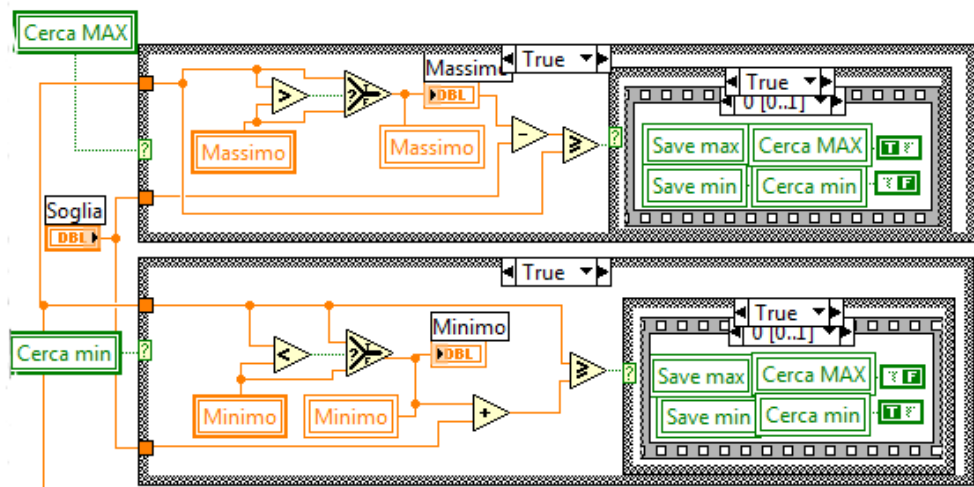 Cerca MAX
Massimo
True
DBL
Massimo
Massimo
True
0 [0..1]
Save max Cerca MAX T
Save min Cerca min F
Soglia
DBL
True
Cerca min
Minimo
DBL
Minimo
Minimo
True
0 [0..1]
Save max Cerca MAX F
Save min Cerca min T